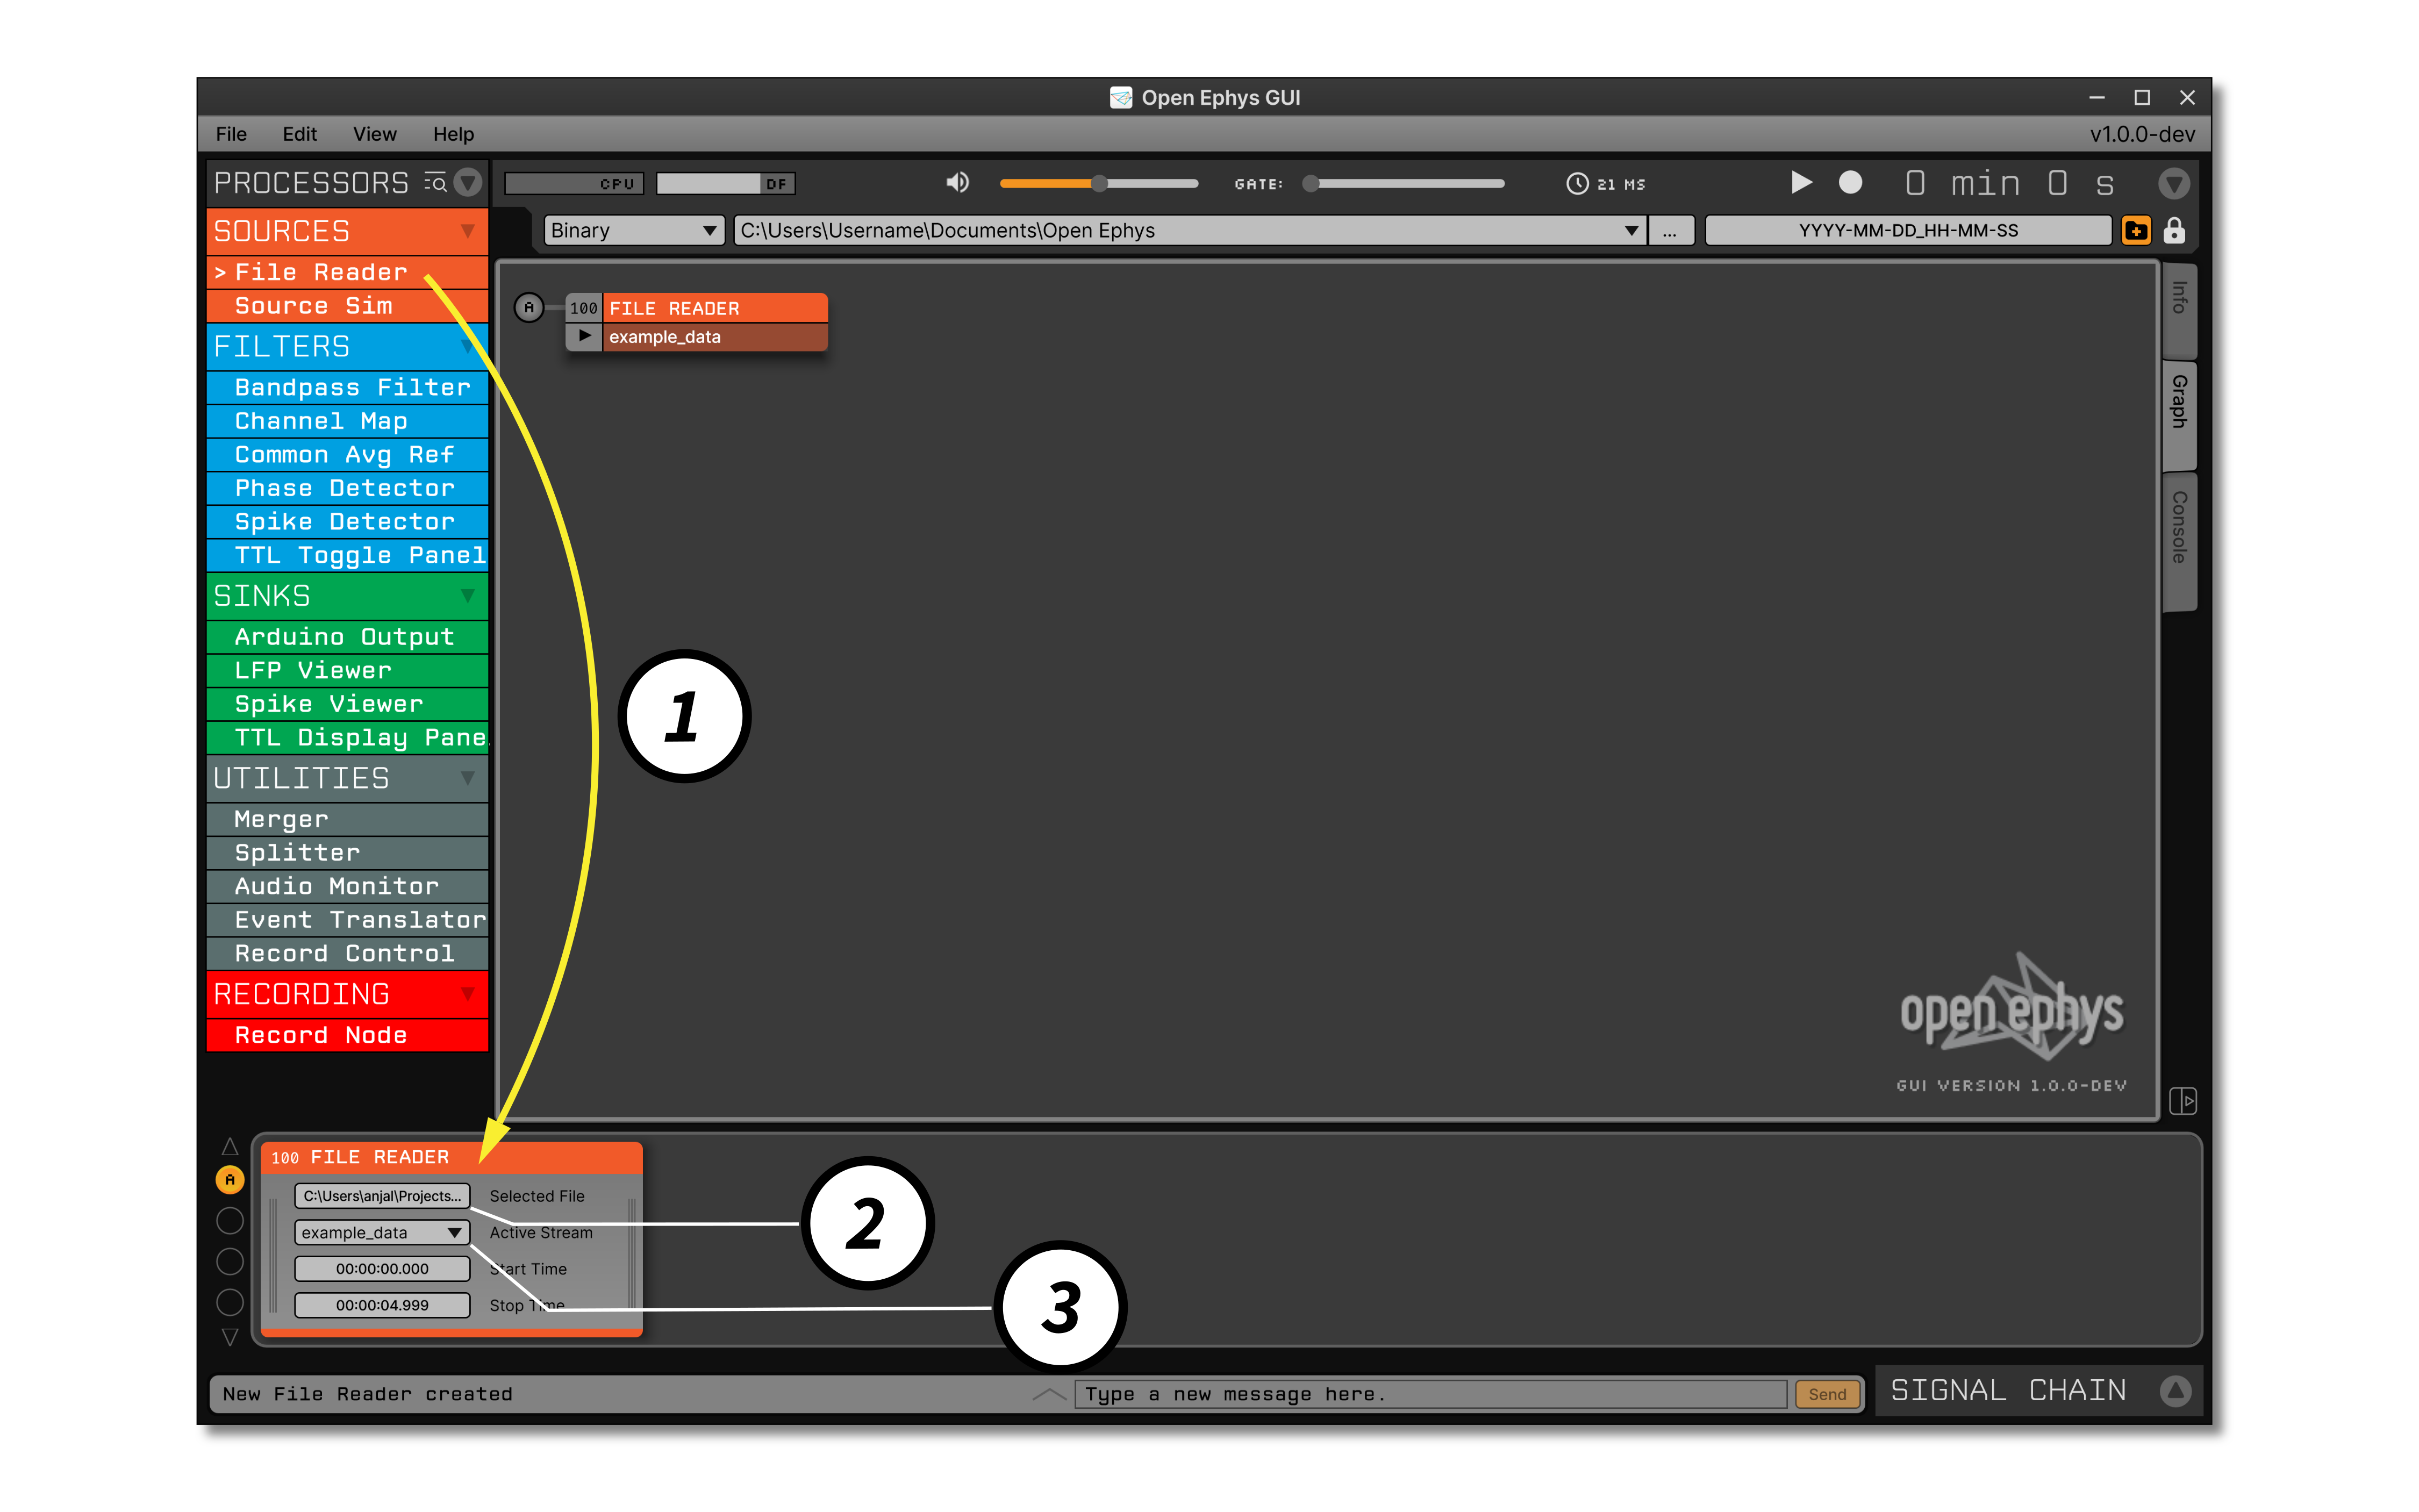 Open Ephys GUI
File Edit View Help v1.0.0-dev
PROCESSORS CPU DF GATE: 21 MS 0 min 0 s
SOURCES
Binary C:\Users\Username\Documents\Open Ephys ... YYYY-MM-DD_HH-MM-SS
> File Reader
Source Sim
FILTERS
Bandpass Filter
Channel Map
Common Avg Ref
Phase Detector
Spike Detector
TTL Toggle Panel
SINKS
Arduino Output
LFP Viewer
Spike Viewer
TTL Display Pane
UTILITIES
Merger
Splitter
Audio Monitor
Event Translator
Record Control
RECORDING
Record Node
A 100 FILE READER
example_data
Info
Graph
Console
1
open ephys
GUI VERSION 1.0.0-DEV
100 FILE READER
A
C:\Users\anjal\Projects... Selected File
example_data Active Stream
00:00:00.000 Start Time
00:00:04.999 Stop Time
2
3
New File Reader created Type a new message here. Send SIGNAL CHAIN